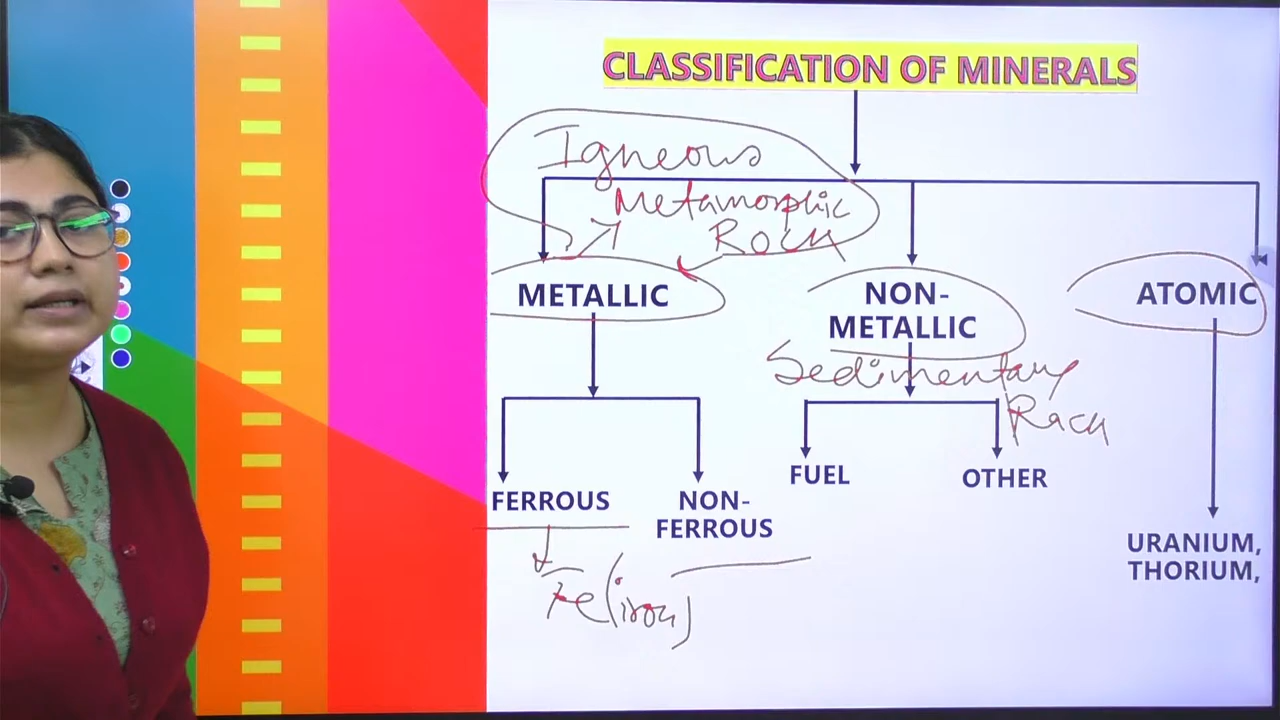 CLASSIFICATION OF MINERALS
Igneous
Metamorphic
Rock
METALLIC
NON-
METALLIC
ATOMIC
Sedimentary
Rock
FUEL
OTHER
FERROUS
NON-
FERROUS
URANIUM,
THORIUM,
Fe(iron)